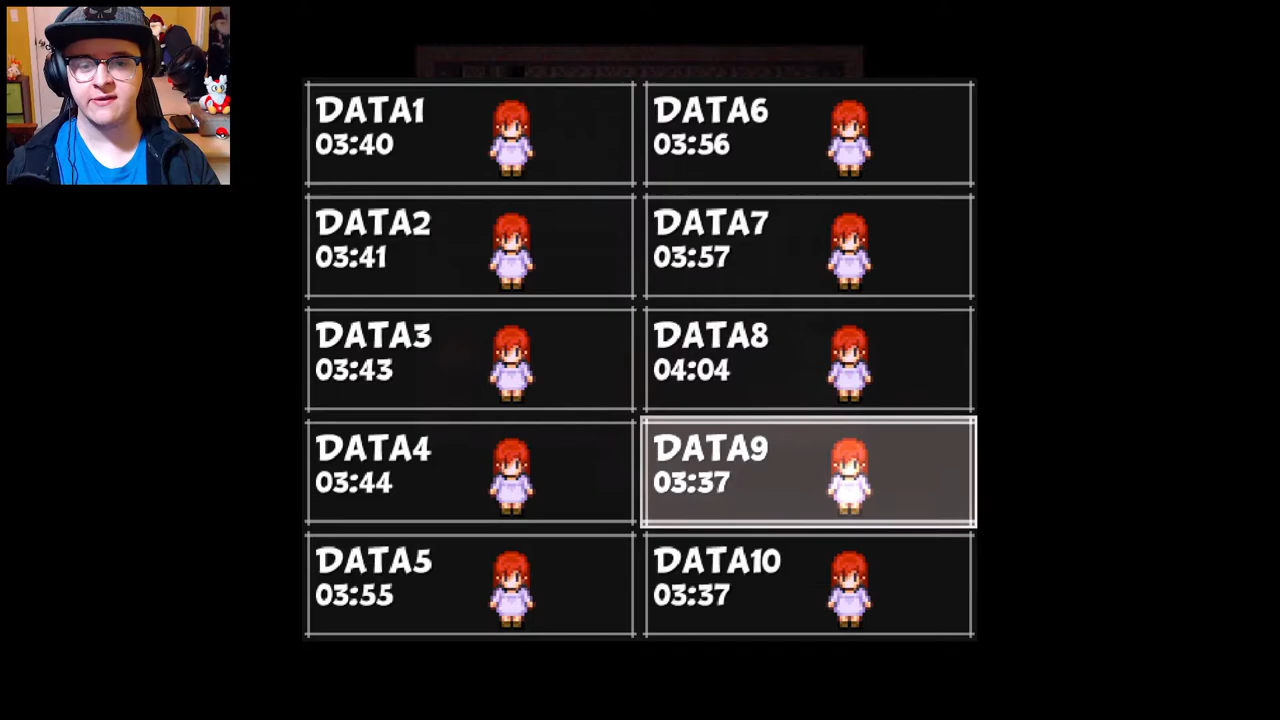 DATA1
03:40
DATA2
03:41
DATA3
03:43
DATA4
03:44
DATA5
03:55
DATA6
03:56
DATA7
03:57
DATA8
04:04
DATA9
03:37
DATA10
03:37